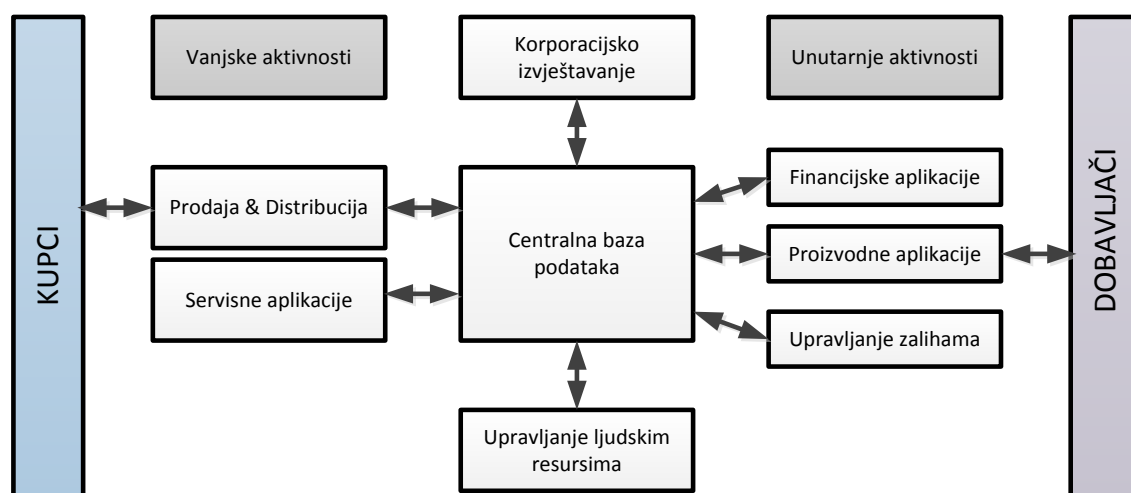 KUPCI
Vanjske aktivnosti
Korporacijsko
izvještavanje
Unutarnje aktivnosti
DOBAVLJAČI
Prodaja & Distribucija
Servisne aplikacije
Centralna baza
podataka
Financijske aplikacije
Proizvodne aplikacije
Upravljanje zalihama
Upravljanje ljudskim
resursima